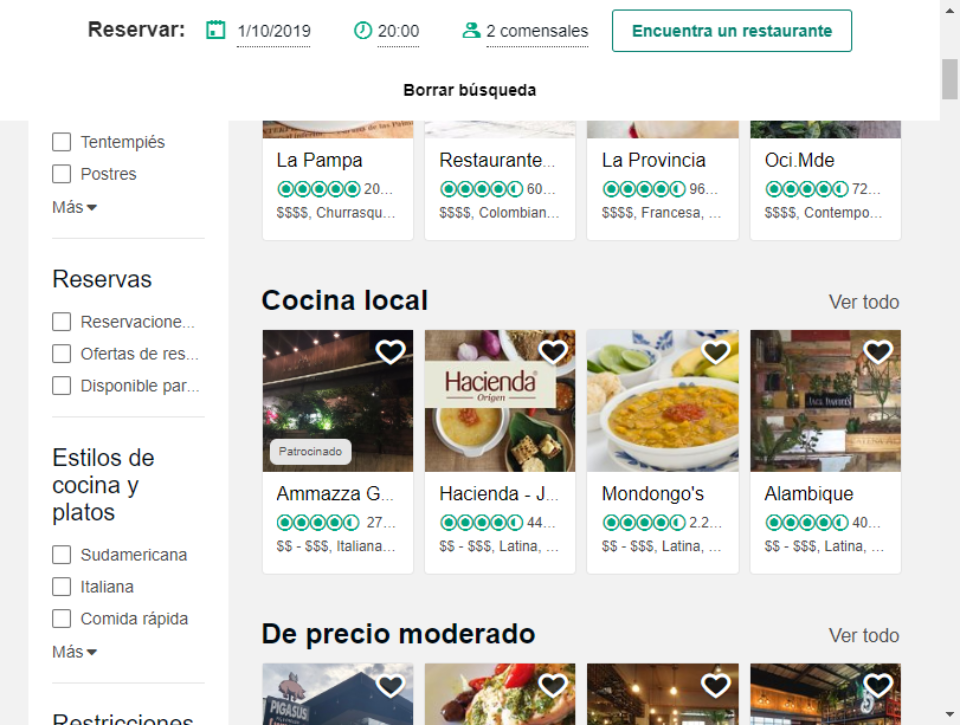 Reservar:
1/10/2019
20:00
2 comensales
Encuentra un restaurante
Borrar búsqueda
Tentempiés
Postres
Más
Reservas
Reservacione...
Ofertas de res...
Disponible par...
Estilos de
cocina y
platos
Sudamericana
Italiana
Comida rápida
Más
Restricciones
La Pampa
20...
$$$$, Churrasqu...
Restaurante...
60...
$$$$, Colombian...
La Provincia
96...
$$$$, Francesa, ...
Oci.Mde
72...
$$$$, Contempo...
Cocina local
Ver todo
Patrocinado
Ammazza G...
27...
$$ - $$$, Italiana...
Hacienda
Origen
Hacienda - J...
44...
$$ - $$$, Latina, ...
Mondongo's
2.2...
$$ - $$$, Latina, ...
Alambique
40...
$$ - $$$, Latina, ...
De precio moderado
Ver todo
PIGASUS